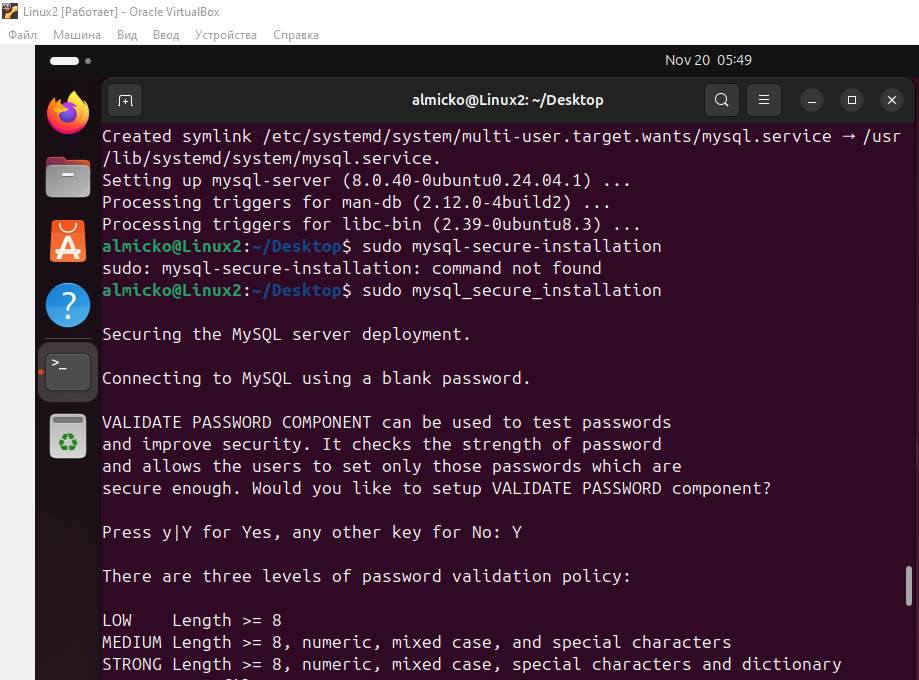 Linux2 [Работает] - Oracle VirtualBox
Файл Машина Вид Ввод Устройства Справка
Nov 20 05:49
almicko@Linux2: ~/Desktop
Created symlink /etc/systemd/system/multi-user.target.wants/mysql.service → /usr
/lib/systemd/system/mysql.service.
Setting up mysql-server (8.0.40-0ubuntu0.24.04.1) ...
Processing triggers for man-db (2.12.0-4build2) ...
Processing triggers for libc-bin (2.39-0ubuntu8.3) ...
almicko@Linux2:~/Desktop$ sudo mysql-secure-installation
sudo: mysql-secure-installation: command not found
almicko@Linux2:~/Desktop$ sudo mysql_secure_installation
Securing the MySQL server deployment.
Connecting to MySQL using a blank password.
VALIDATE PASSWORD COMPONENT can be used to test passwords
and improve security. It checks the strength of password
and allows the users to set only those passwords which are
secure enough. Would you like to setup VALIDATE PASSWORD component?
Press y|Y for Yes, any other key for No: Y
There are three levels of password validation policy:
LOW    Length >= 8
MEDIUM Length >= 8, numeric, mixed case, and special characters
STRONG Length >= 8, numeric, mixed case, special characters and dictionary